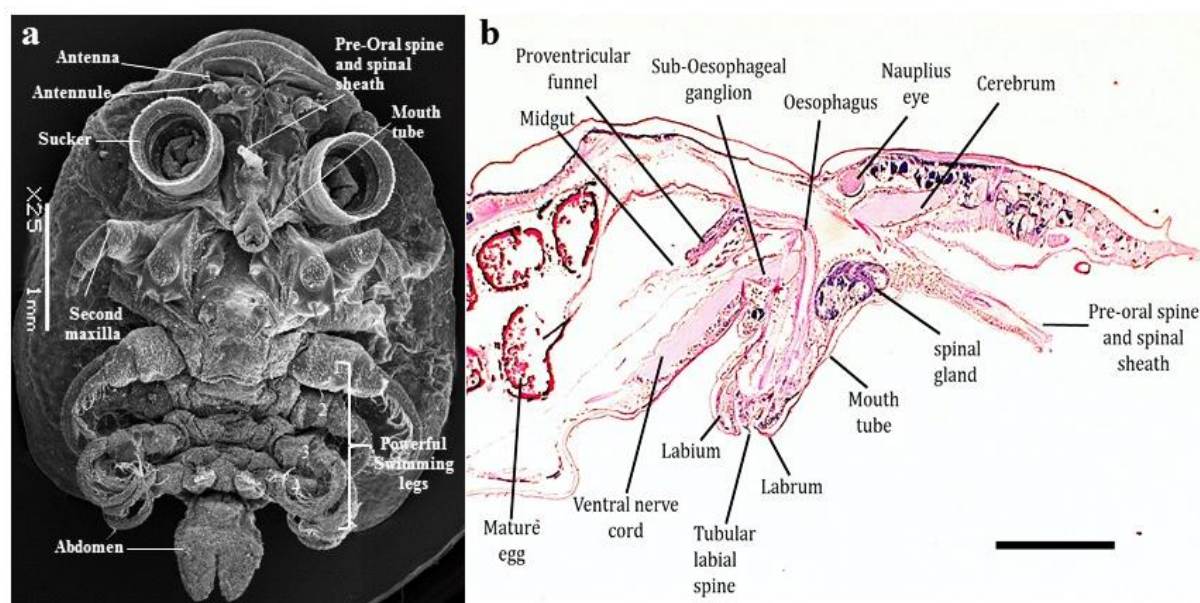 a
Antenna
Antennule
Sucker
Pre-Oral spine
and spinal
sheath
Mouth
tube
X25
1mm
Second
maxilla
2
3
4
Powerful
Swimming
legs
Abdomen
b
Proventricular
funnel
Midgut
Sub-Oesophageal
ganglion
Oesophagus
Nauplius
eye
Cerebrum
Pre-oral spine
and spinal
sheath
spinal
gland
Mouth
tube
Labium
Labrum
Ventral nerve
cord
Mature
egg
Tubular
labial
spine